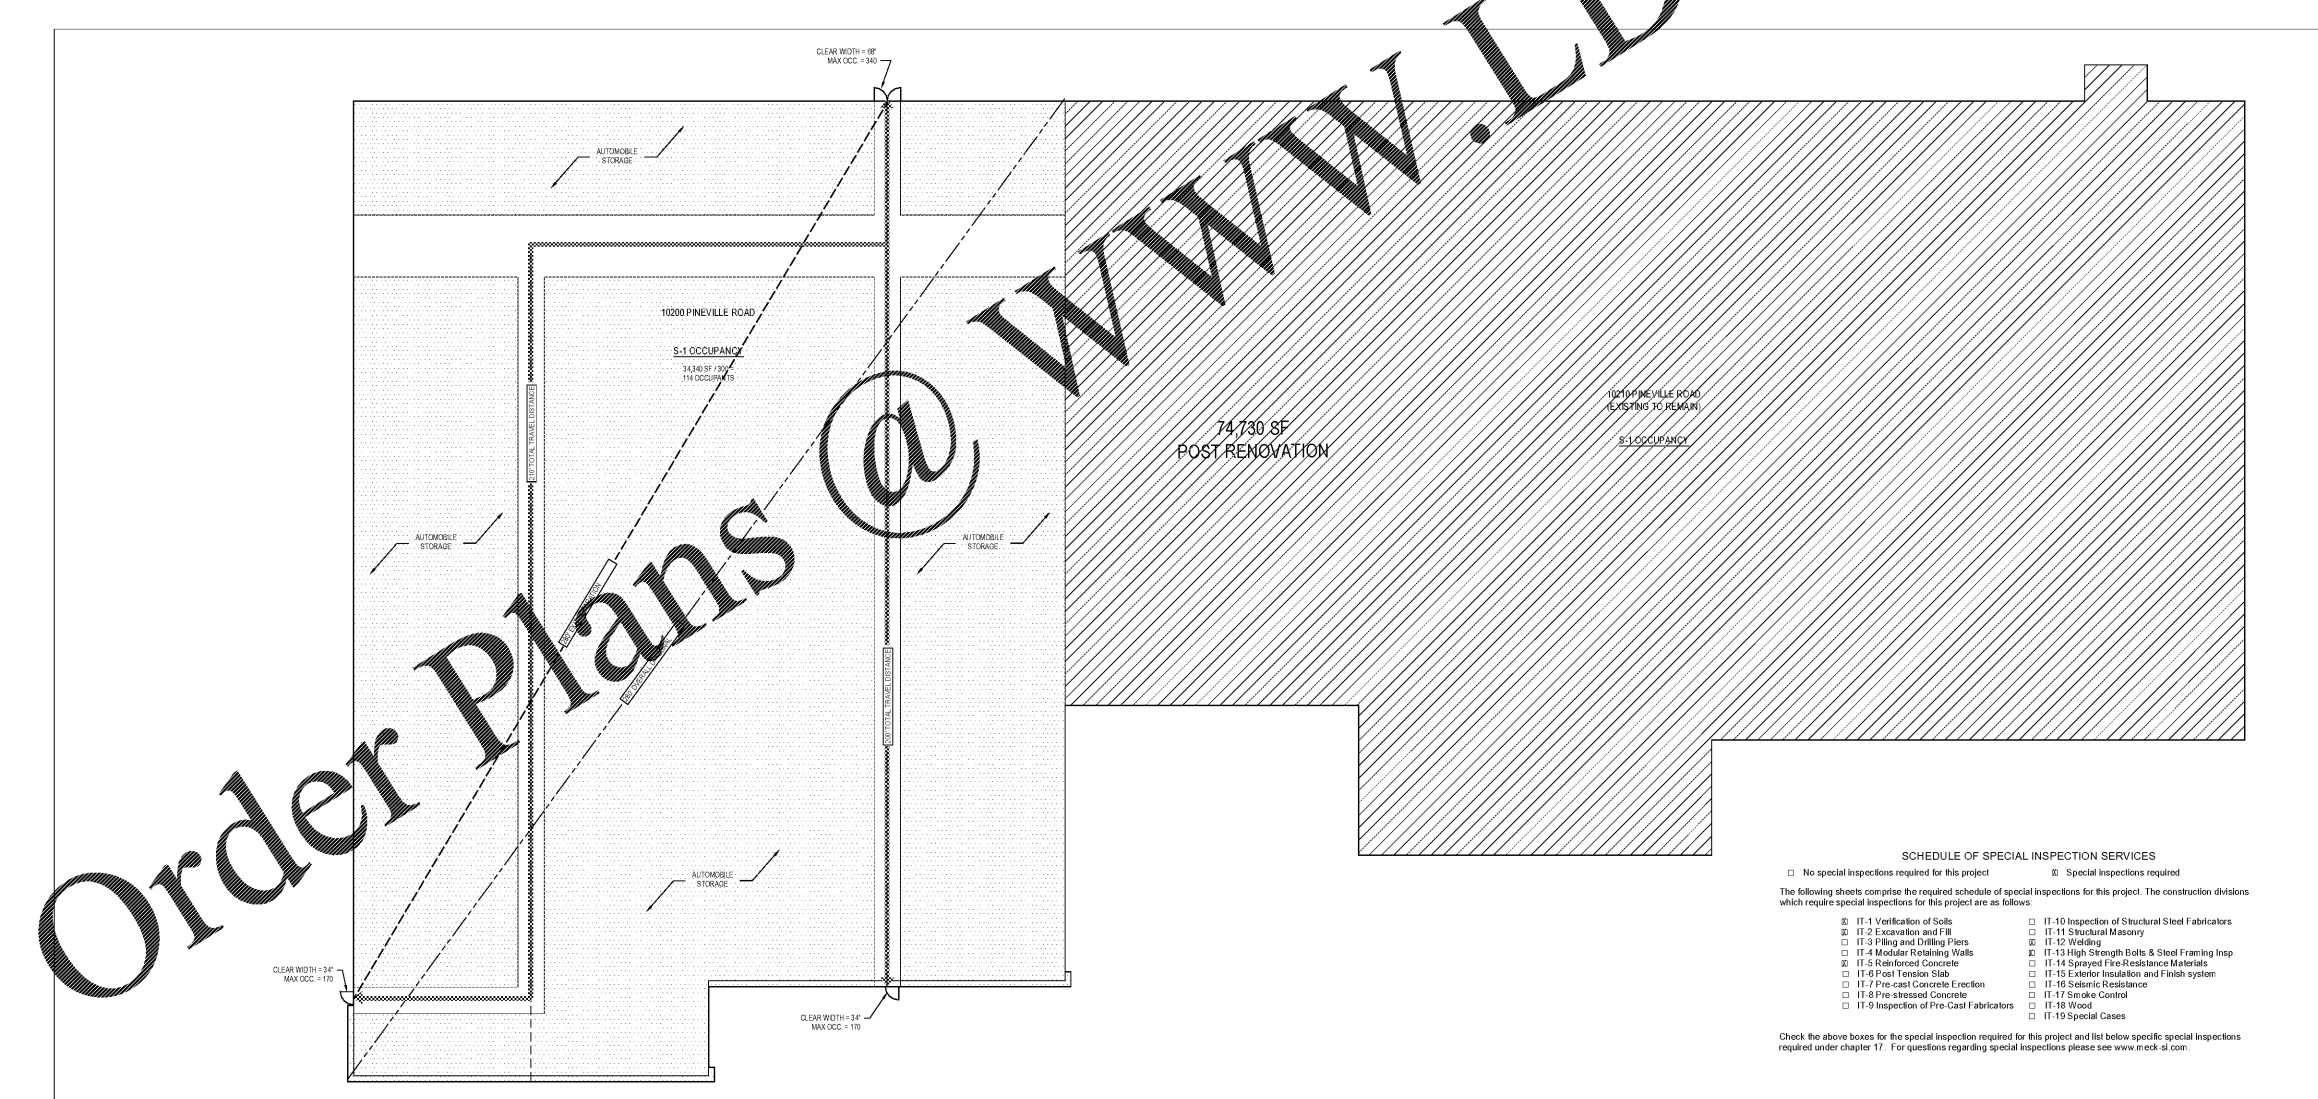 CLEAR WIDTH = 68"
MAX OCC. = 340
AUTOMOBILE
STORAGE
10200 PINEVILLE ROAD
S-1 OCCUPANCY
34,340 SF / 300 =
114 OCCUPANTS
210' TOTAL TRAVEL DISTANCE
10210 PINEVILLE ROAD
(EXISTING TO REMAIN)
S-1 OCCUPANCY
74,730 SF
POST RENOVATION
AUTOMOBILE
STORAGE
AUTOMOBILE
STORAGE
200' TOTAL TRAVEL DISTANCE
AUTOMOBILE
STORAGE
CLEAR WIDTH = 34"
MAX OCC. = 170
CLEAR WIDTH = 34"
MAX OCC. = 170
Order Plans @ www.LD
SCHEDULE OF SPECIAL INSPECTION SERVICES
☐ No special inspections required for this project ☒ Special inspections required
The following sheets comprise the required schedule of special inspections for this project. The construction divisions
which require special inspections for this project are as follows:
☒ IT-1 Verification of Soils
☒ IT-2 Excavation and Fill
☐ IT-3 Piling and Drilling Piers
☐ IT-4 Modular Retaining Walls
☒ IT-5 Reinforced Concrete
☐ IT-6 Post Tension Slab
☐ IT-7 Pre-cast Concrete Erection
☐ IT-8 Pre-stressed Concrete
☐ IT-9 Inspection of Pre-Cast Fabricators
☐ IT-10 Inspection of Structural Steel Fabricators
☐ IT-11 Structural Masonry
☒ IT-12 Welding
☒ IT-13 High Strength Bolts & Steel Framing Insp.
☐ IT-14 Sprayed Fire-Resistance Materials
☐ IT-15 Exterior Insulation and Finish system
☐ IT-16 Seismic Resistance
☐ IT-17 Smoke Control
☐ IT-18 Wood
☐ IT-19 Special Cases
Check the above boxes for the special inspection required for this project and list below specific special inspections
required under chapter 17. For questions regarding special inspections please see www.meck-si.com.